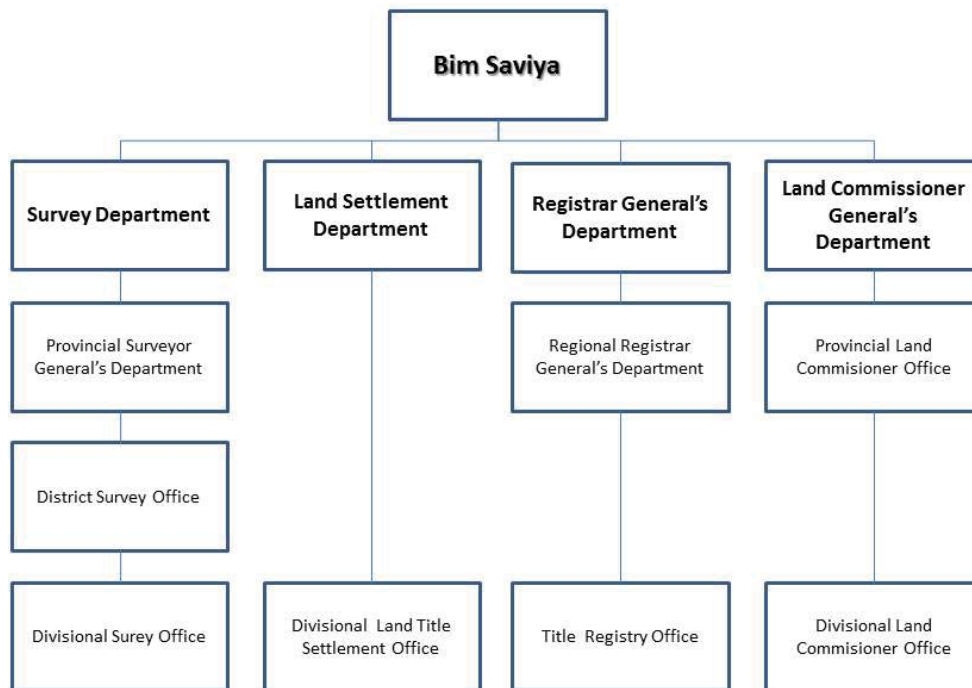 Bim Saviya
Survey Department
Land Settlement
Department
Registrar General's
Department
Land Commissioner
General's
Department
Provincial Surveyor
General's Department
Regional Registrar
General's Department
Provincial Land
Commisioner Office
District Survey Office
Divisional Surey Office
Divisional Land Title
Settlement Office
Title Registry Office
Divisional Land
Commisioner Office